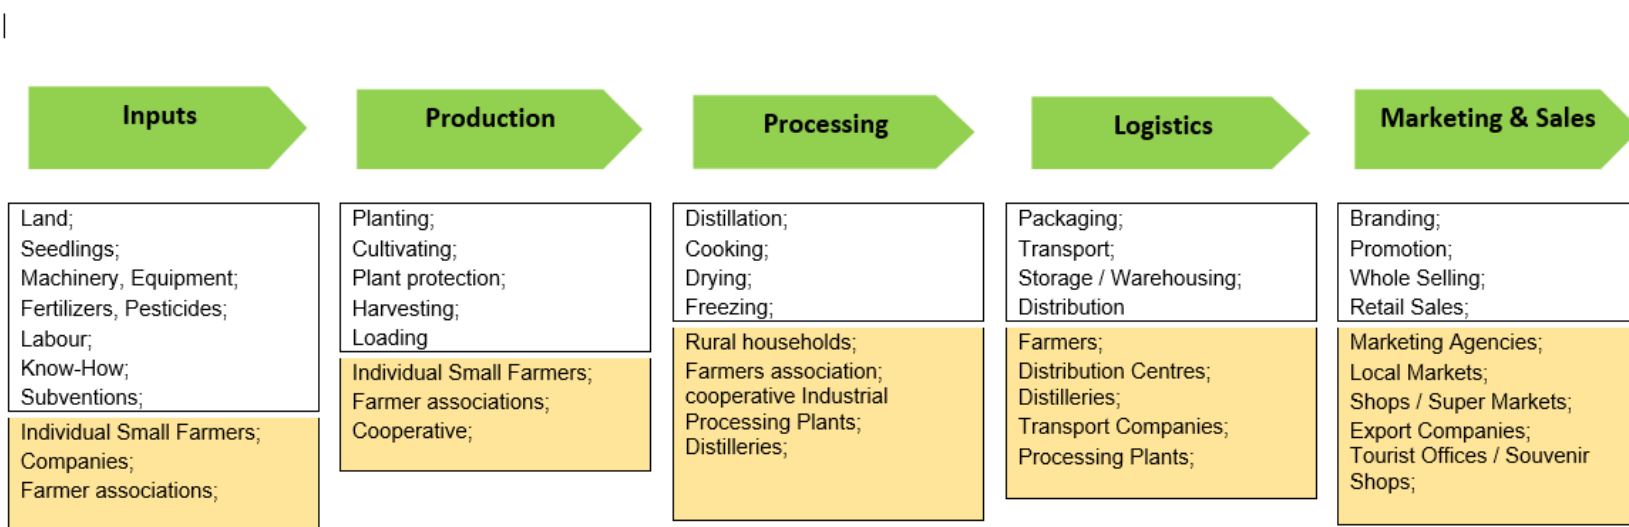 Inputs
Production
Processing
Logistics
Marketing & Sales
Land;
Seedlings;
Machinery, Equipment;
Fertilizers, Pesticides;
Labour;
Know-How;
Subventions;
Individual Small Farmers;
Companies;
Farmer associations;
Planting;
Cultivating;
Plant protection;
Harvesting;
Loading
Individual Small Farmers;
Farmer associations;
Cooperative;
Distillation;
Cooking;
Drying;
Freezing;
Rural households;
Farmers association;
cooperative Industrial
Processing Plants;
Distilleries;
Packaging;
Transport;
Storage / Warehousing;
Distribution
Farmers;
Distribution Centres;
Distilleries;
Transport Companies;
Processing Plants;
Branding;
Promotion;
Whole Selling;
Retail Sales;
Marketing Agencies;
Local Markets;
Shops / Super Markets;
Export Companies;
Tourist Offices / Souvenir
Shops;